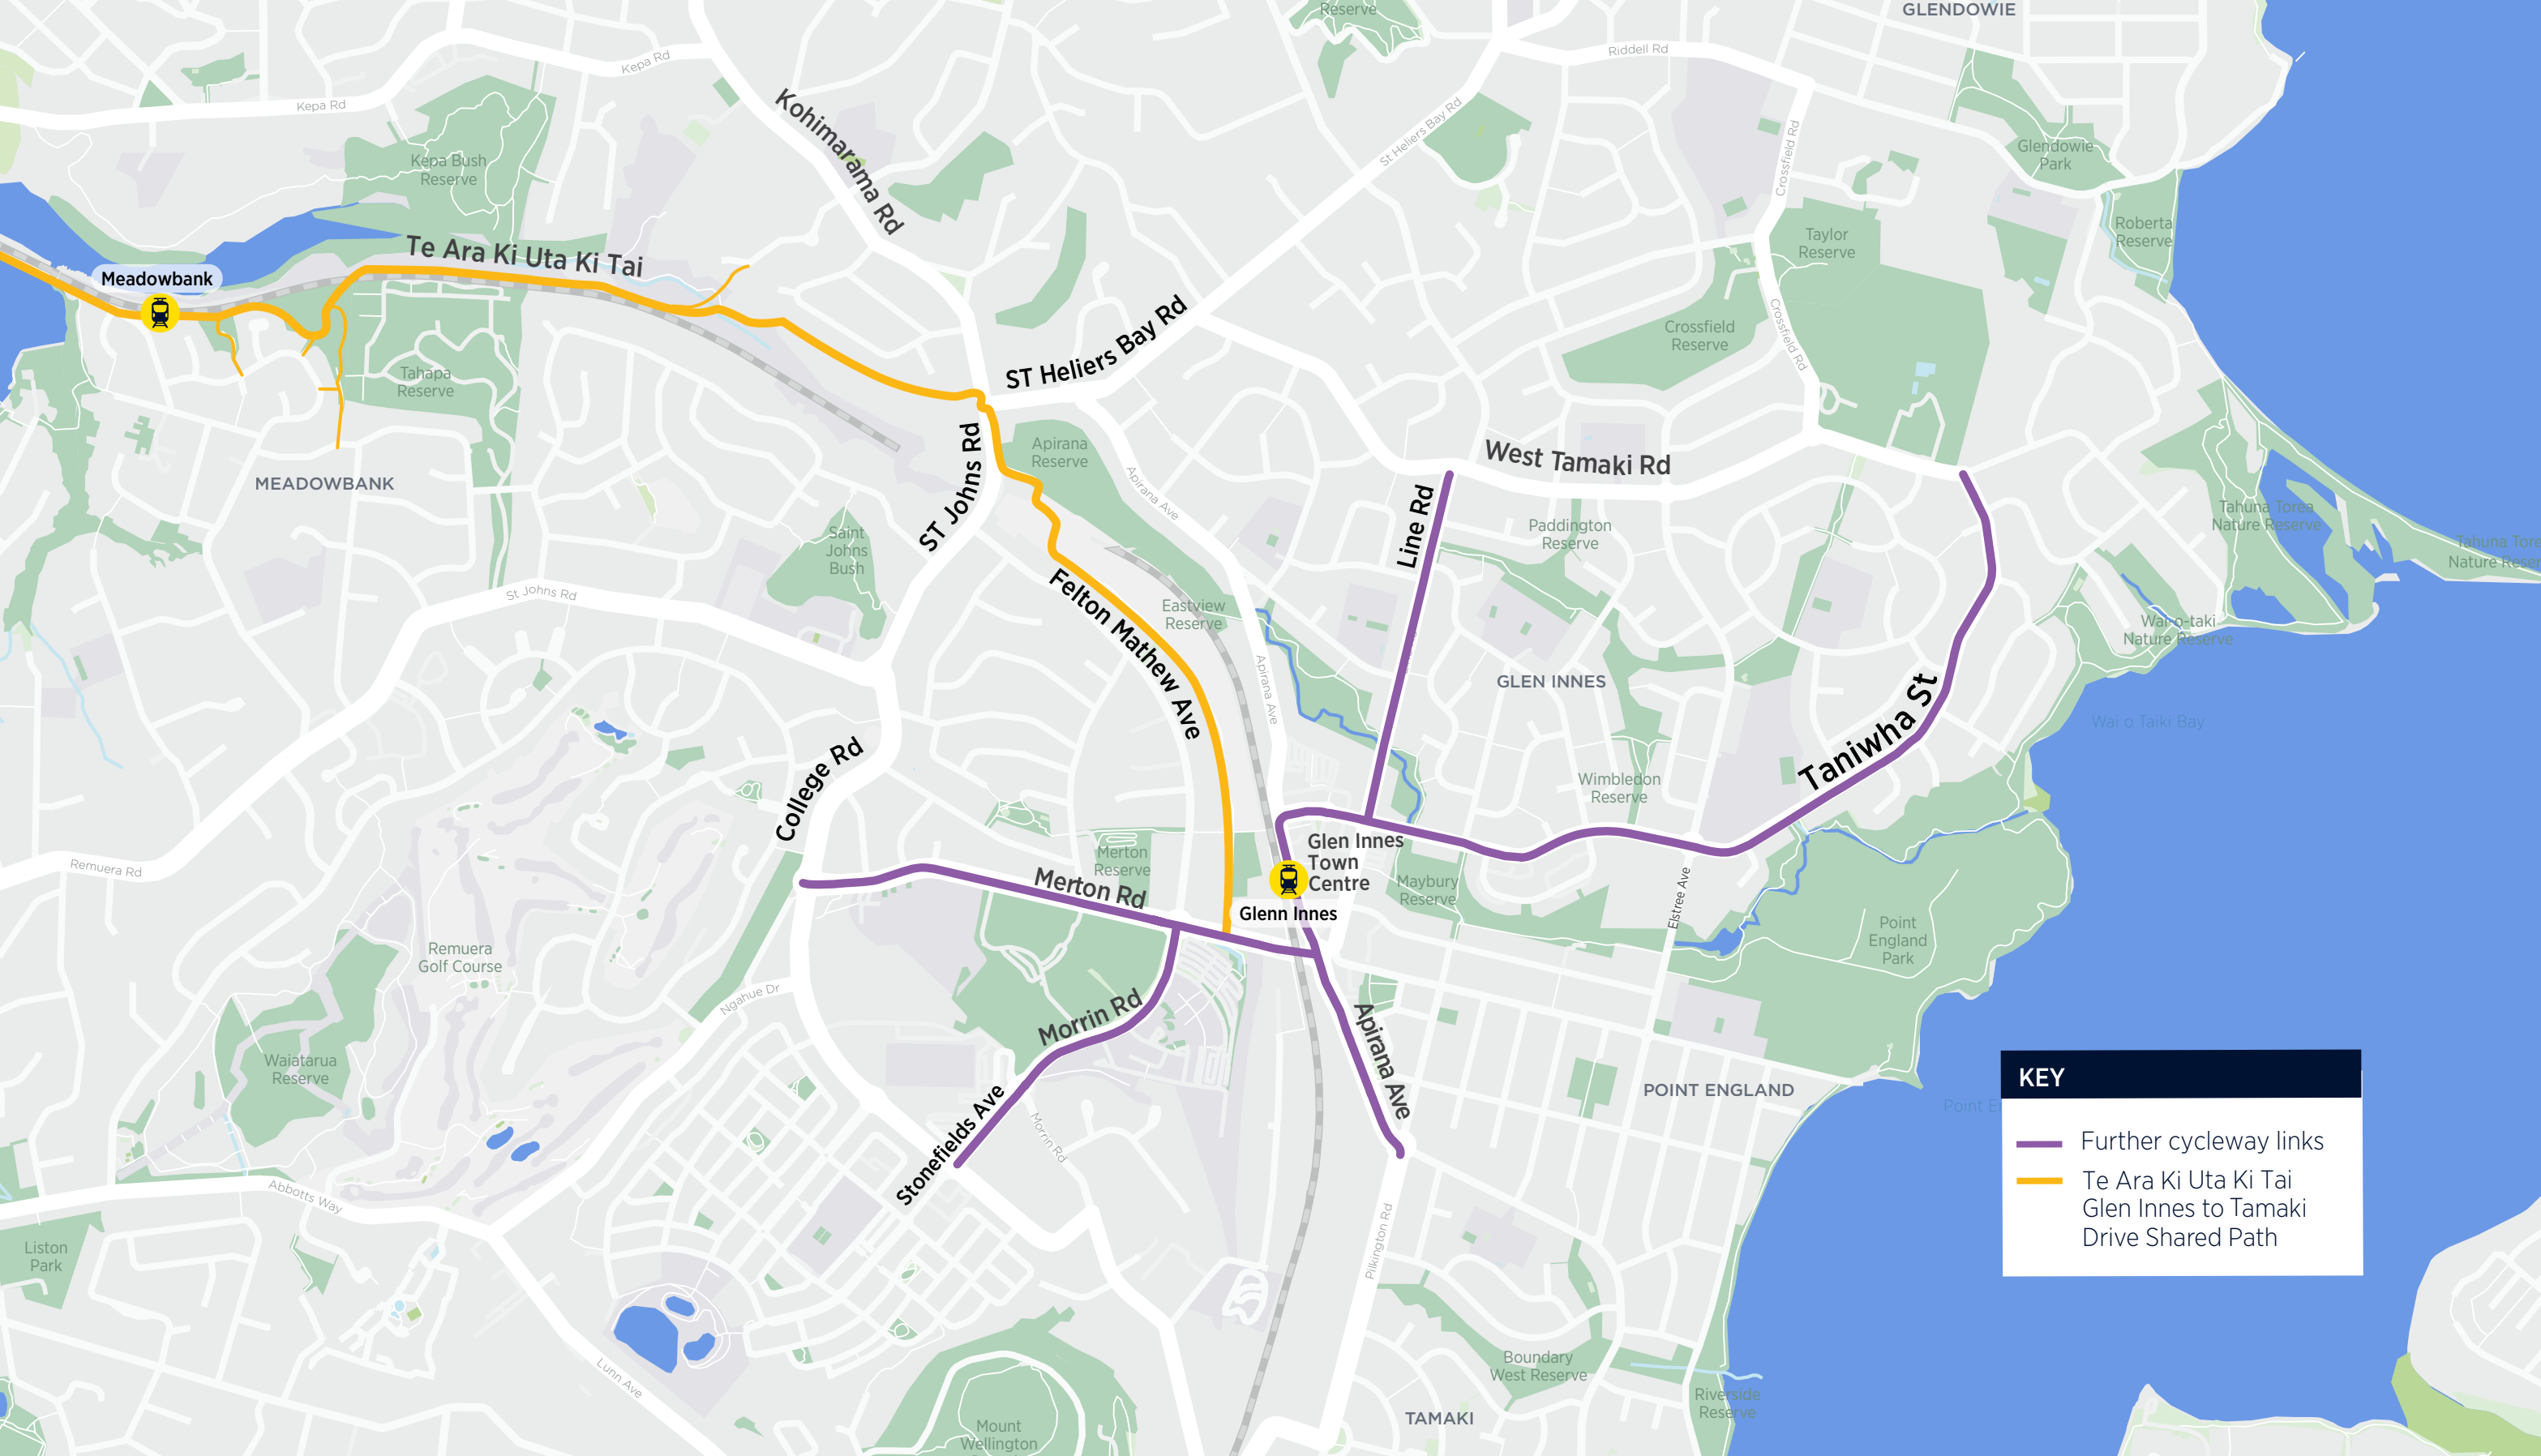 Reserve
GLENDOWIE
Riddell Rd
Kepa Rd
Kepa Rd
Kohimarama Rd
St Heliers Bay Rd
Crossfield Rd
Glendowie
Park
Kepa Bush
Reserve
Roberta
Reserve
Taylor
Reserve
Te Ara Ki Uta Ki Tai
Meadowbank
ST Heliers Bay Rd
Crossfield
Reserve
Crossfield Rd
Tahapa
Reserve
MEADOWBANK
ST Johns Rd
Apirana
Reserve
Apirana Ave
West Tamaki Rd
Line Rd
Paddington
Reserve
Tahuna Torea
Nature Reserve
Tahuna Tore
Nature Reser
Saint
Johns
Bush
St Johns Rd
Felton Mathew Ave
Eastview
Reserve
Apirana Ave
GLEN INNES
Wai-o-taki
Nature Reserve
Wai o Taiki Bay
Taniwha St
College Rd
Wimbledon
Reserve
Remuera Rd
Merton
Reserve
Glen Innes
Town
Centre
Glenn Innes
Merton Rd
Maybury
Reserve
Elstree Ave
Point
England
Park
Remuera
Golf Course
Ngahue Dr
Morrin Rd
Apirana Ave
Waiatarua
Reserve
Stonefields Ave
Morrin Rd
POINT ENGLAND
Point E
KEY
Further cycleway links
Te Ara Ki Uta Ki Tai
Glen Innes to Tamaki
Drive Shared Path
Abbotts Way
Liston
Park
Pilkington Rd
Lunn Ave
Boundary
West Reserve
Riverside
Reserve
TAMAKI
Mount
Wellington